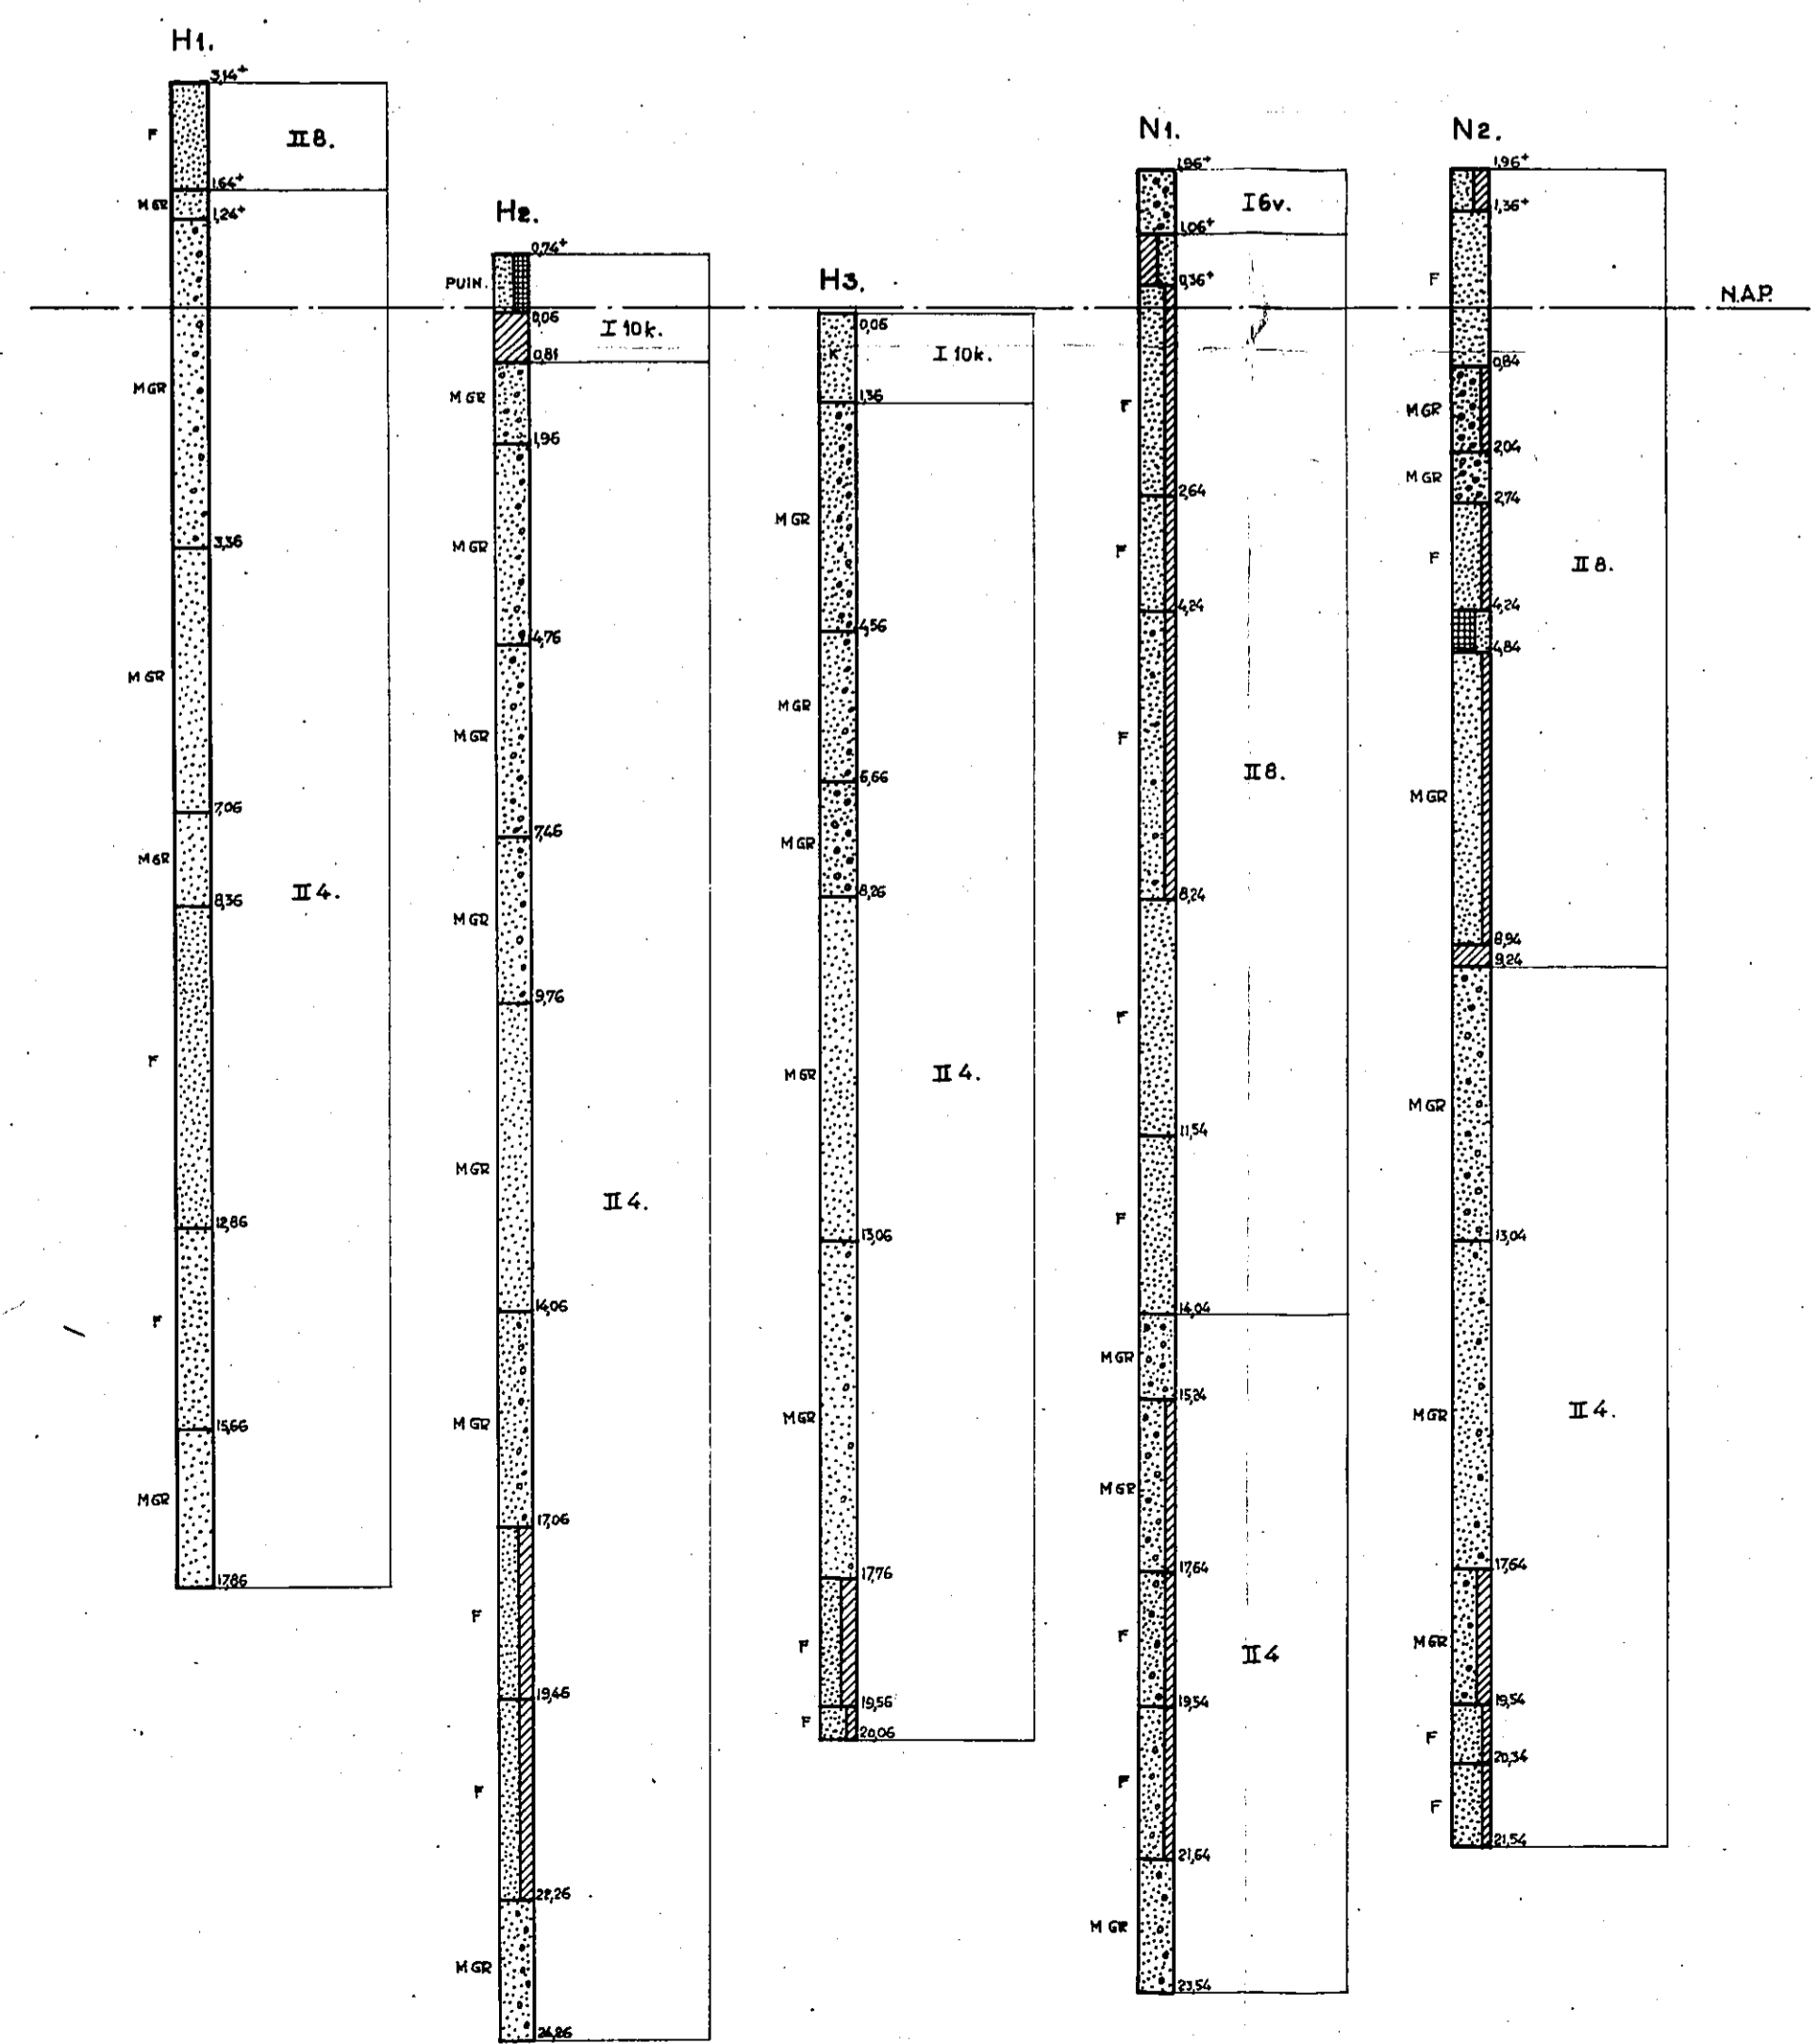 H1.
3,14+
F
II 8.
1,64+
M GR
1,24+
M GR
3,36
M GR
7,06
M GR
II 4.
8,36
F
12,86
F
15,66
M GR
17,86
H2.
0,74+
PUIN.
0,06
I 10k.
0,81
M GR
1,96
M GR
4,76
M GR
7,46
M GR
9,76
M GR
II 4.
14,06
M GR
17,06
F
19,46
F
22,26
M GR
H3.
0,06
K
I 10k.
1,36
M GR
4,56
M GR
6,66
M GR
8,26
M GR
II 4.
13,06
M GR
17,76
F
19,56
F
20,06
N1.
1,96+
I 6v.
1,06+
0,36+
F
2,64
F
4,24
F
II 8.
8,24
F
11,54
F
14,04
M GR
15,24
M GR
17,64
F
II 4
19,54
F
21,64
M GR
23,54
N2.
1,96+
1,36+
F
N.A.P.
0,84
M GR
2,04
M GR
2,74
F
II 8.
4,24
4,84
M GR
8,94
9,24
M GR
13,04
M GR
II 4.
17,64
M GR
19,54
F
20,34
F
21,54